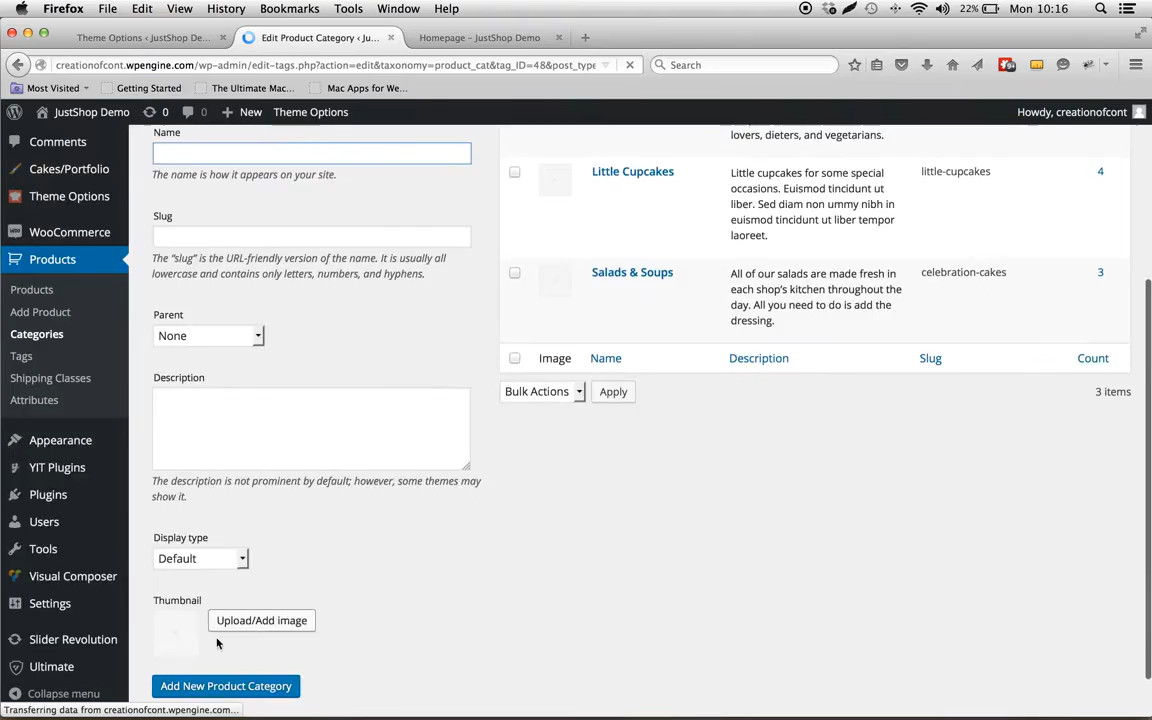 Firefox File Edit View History Bookmarks Tools Window Help 22% Mon 10:16
Theme Options ‹ JustShop De... × Edit Product Category ‹ Ju... × Homepage – JustShop Demo × +
creationofcont.wpengine.com/wp-admin/edit-tags.php?action=edit&taxonomy=product_cat&tag_ID=48&post_type Search
Most Visited Getting Started The Ultimate Mac... Mac Apps for We...
JustShop Demo 0 0 New Theme Options Howdy, creationofcont
Comments
Cakes/Portfolio
Theme Options
WooCommerce
Products
Products
Add Product
Categories
Tags
Shipping Classes
Attributes
Appearance
YIT Plugins
Plugins
Users
Tools
Visual Composer
Settings
Slider Revolution
Ultimate
Collapse menu
Name
The name is how it appears on your site.
Slug
The “slug” is the URL-friendly version of the name. It is usually all
lowercase and contains only letters, numbers, and hyphens.
Parent
None
Description
The description is not prominent by default; however, some themes may
show it.
Display type
Default
Thumbnail
Upload/Add image
Add New Product Category
lovers, dieters, and vegetarians.
Little Cupcakes
Little cupcakes for some special
occasions. Euismod tincidunt ut
liber. Sed diam non ummy nibh in
euismod tincidunt ut liber tempor
laoreet.
little-cupcakes
4
Salads & Soups
All of our salads are made fresh in
each shop’s kitchen throughout the
day. All you need to do is add the
dressing.
celebration-cakes
3
Image Name Description Slug Count
Bulk Actions Apply 3 items
Transferring data from creationofcont.wpengine.com...